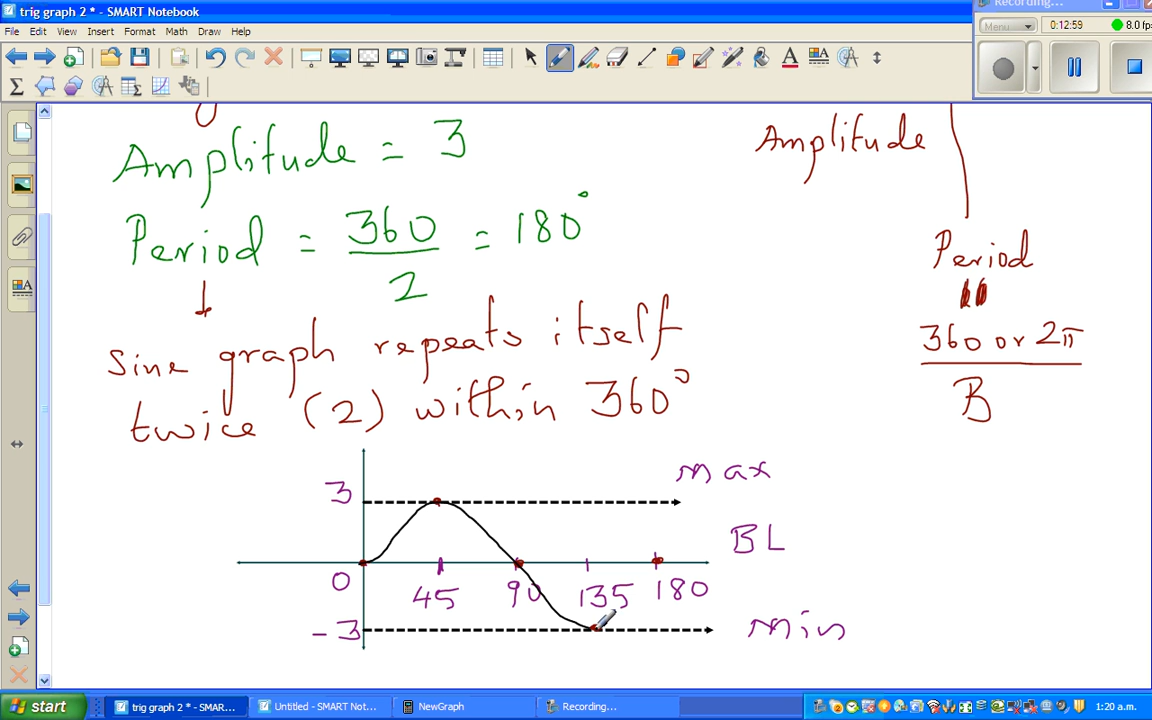 trig graph 2 * - SMART Notebook
Recording...
File Edit View Insert Format Math Draw Help
Menu 0:12:59 8.0 fp
Amplitude = 3
Amplitude
Period = 360 / 2 = 180°
Period
360 or 2π
B
Sine graph repeats itself
twice (2) within 360°
3 max
BL
0 45 90 135 180
-3 min
start trig graph 2 * - SMAR... Untitled - SMART Not... NewGraph Recording... 1:20 a.m.